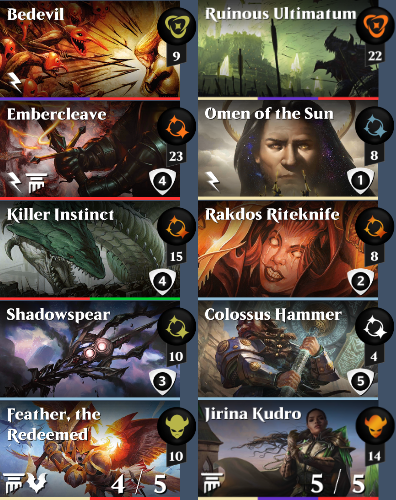 Bedevil
9
Ruinous Ultimatum
22
Embercleave
23
4
Omen of the Sun
8
1
Killer Instinct
15
4
Rakdos Riteknife
8
2
Shadowspear
10
3
Colossus Hammer
4
5
Feather, the
Redeemed
10
4 / 5
Jirina Kudro
14
5 / 5